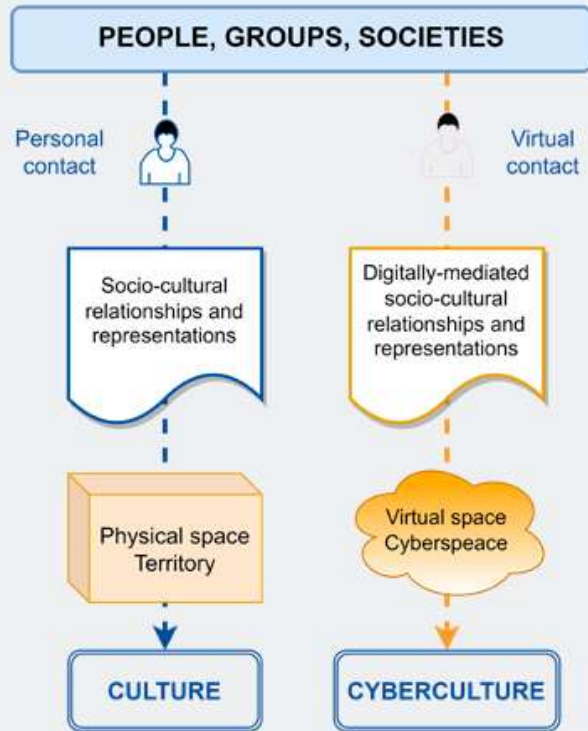 PEOPLE, GROUPS, SOCIETIES
Personal
contact
Virtual
contact
Socio-cultural
relationships and
representations
Digitally-mediated
socio-cultural
relationships and
representations
Physical space
Territory
Virtual space
Cyberspeace
CULTURE
CYBERCULTURE